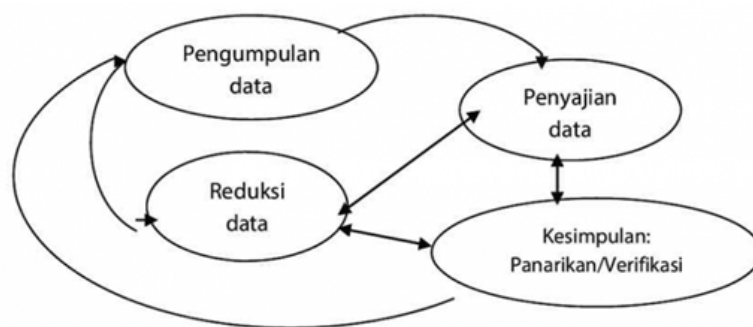 Pengumpulan
data
Penyajian
data
Reduksi
data
Kesimpulan:
Panarikan/Verifikasi